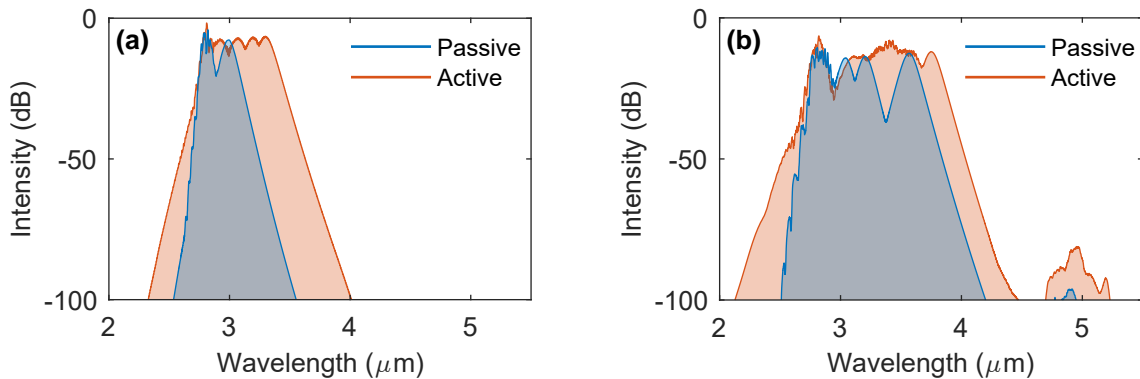 (a)
Passive
Active
Intensity (dB)
0
-50
-100
2
3
4
5
Wavelength (μm)
(b)
Passive
Active
Intensity (dB)
0
-50
-100
2
3
4
5
Wavelength (μm)